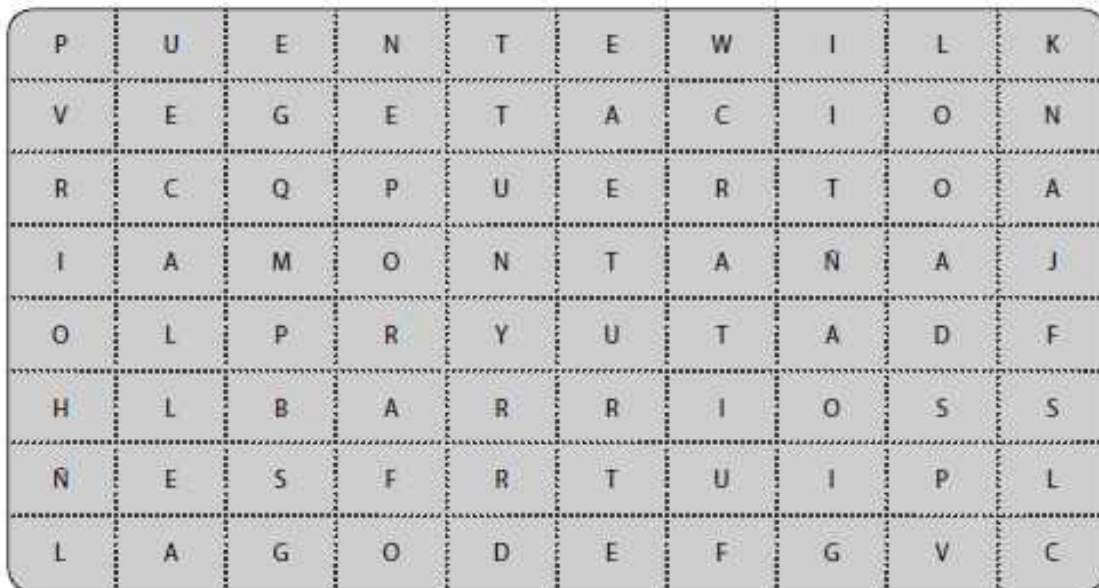 P U E N T E W I L K
V E G E T A C I O N
R C Q P U E R T O A
I A M O N T A Ñ A J
O L P R Y U T A D F
H L B A R R I O S S
Ñ E S F R T U I P L
L A G O D E F G V C